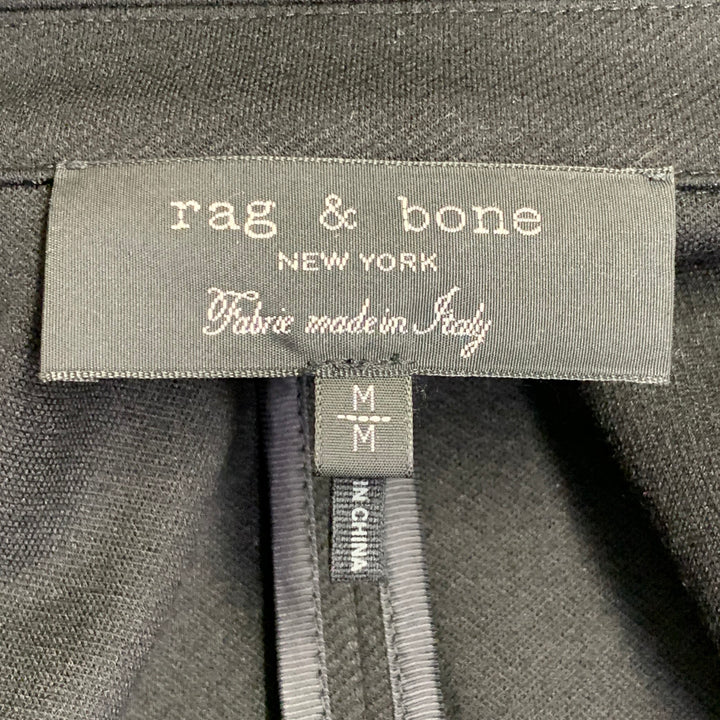 rag & bone
NEW YORK
Fabric made in Italy
M
M
IN CHINA